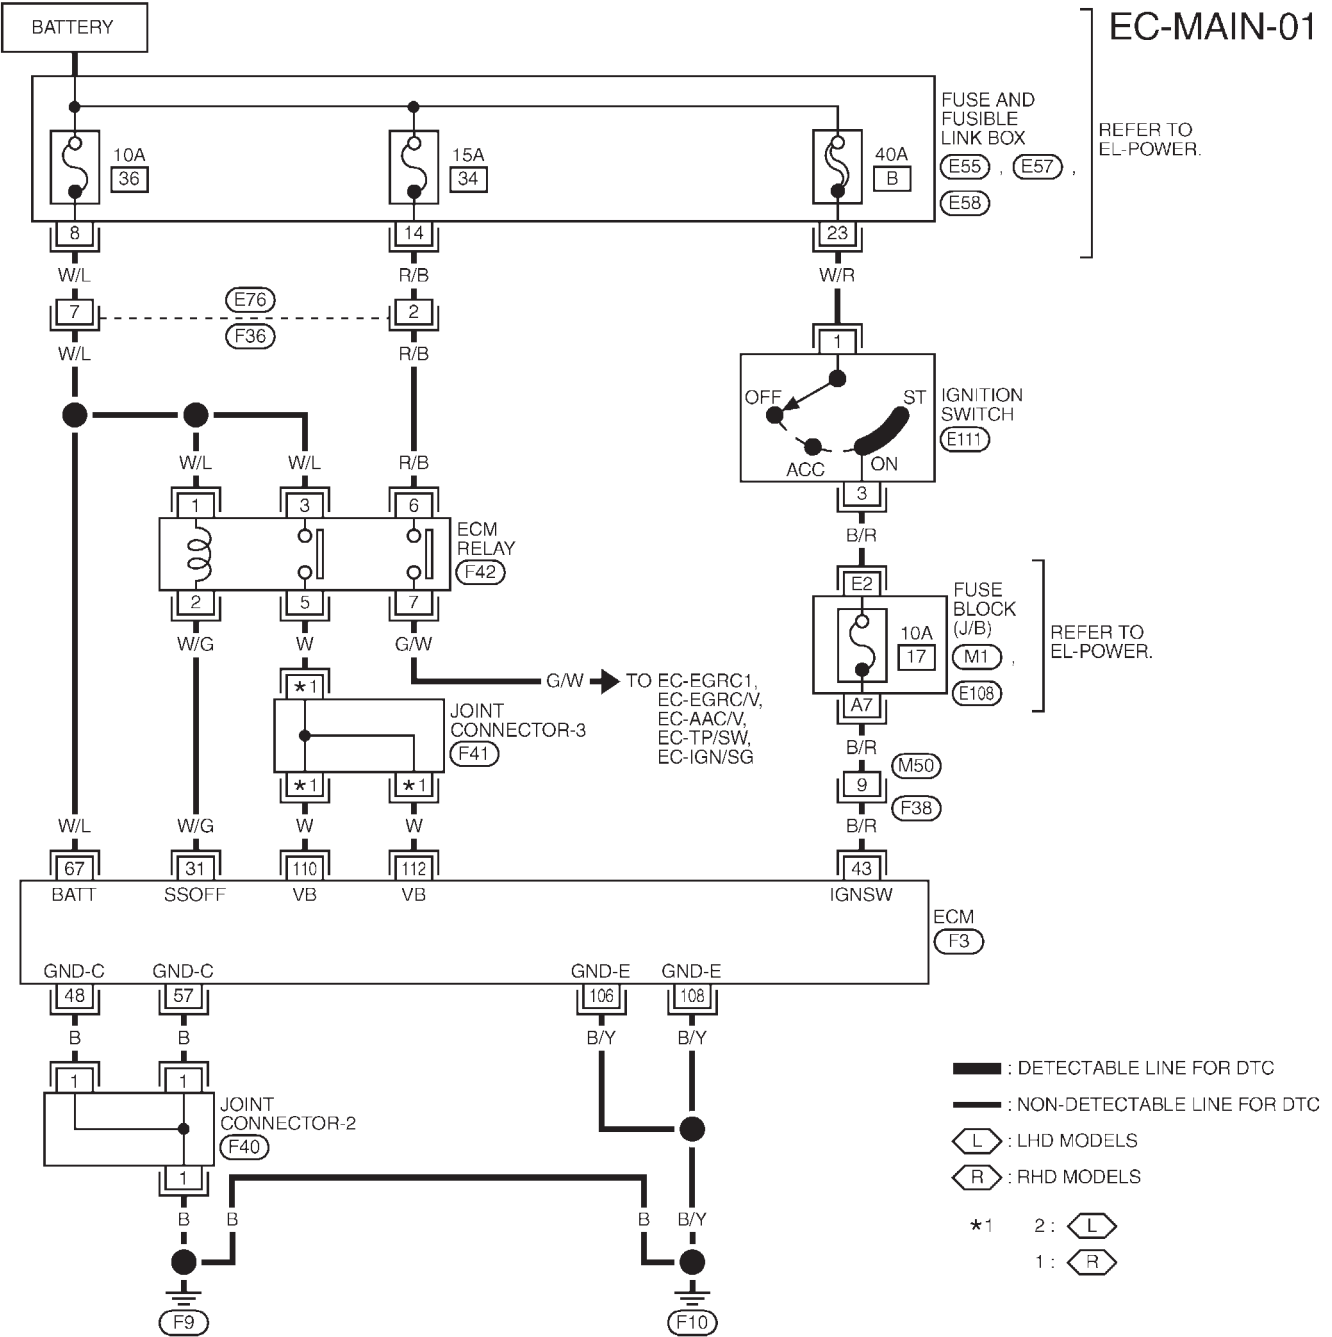 BATTERY
EC-MAIN-01
FUSE AND
FUSIBLE
LINK BOX
E55 , E57 ,
E58
REFER TO
EL-POWER.
10A
36
15A
34
40A
B
8
14
23
W/L
R/B
W/R
7
E76
F36
2
1
W/L
R/B
OFF
ST
ACC
ON
IGNITION
SWITCH
E111
W/L
W/L
R/B
3
1
3
6
ECM
RELAY
F42
B/R
2
5
7
E2
FUSE
BLOCK
(J/B)
M1 ,
E108
10A
17
REFER TO
EL-POWER.
W/G
W
G/W
G/W
TO EC-EGRC1,
EC-EGRC/V,
EC-AAC/V,
EC-TP/SW,
EC-IGN/SG
*1
JOINT
CONNECTOR-3
F41
A7
B/R
*1
*1
9
M50
F38
W/L
W/G
W
W
B/R
67
31
110
112
43
BATT
SSOFF
VB
VB
IGNSW
ECM
F3
GND-C
GND-C
GND-E
GND-E
48
57
106
108
B
B
B/Y
B/Y
1
1
JOINT
CONNECTOR-2
F40
1
B
B
B
B/Y
F9
F10
: DETECTABLE LINE FOR DTC
: NON-DETECTABLE LINE FOR DTC
L : LHD MODELS
R : RHD MODELS
*1 2 : L
1 : R